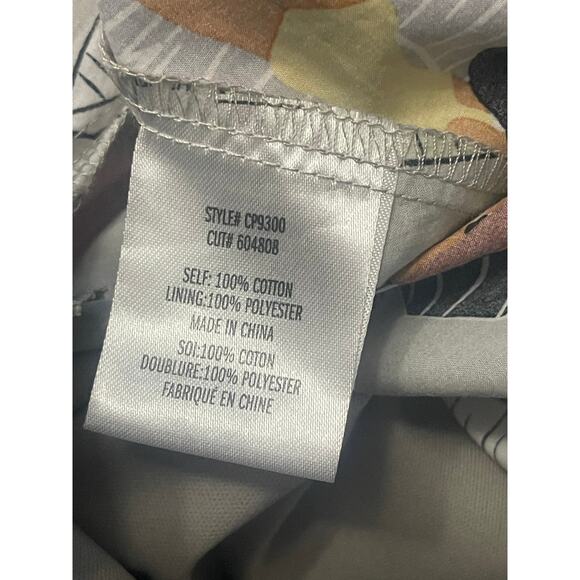 STYLE# CP9300
CUT# 604808
SELF: 100% COTTON
LINING:100% POLYESTER
MADE IN CHINA
SOI:100% COTON
DOUBLURE:100% POLYESTER
FABRIQUÉ EN CHINE